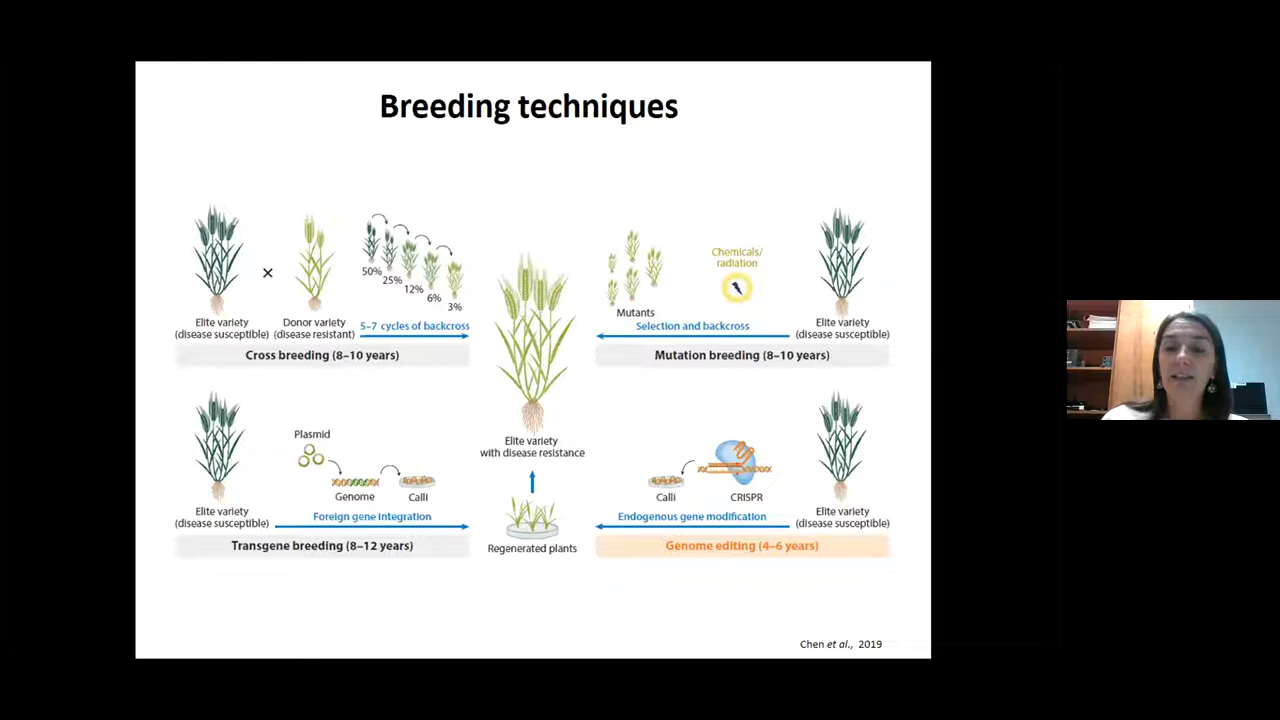 Breeding techniques
50%
25%
12%
6%
3%
Elite variety
(disease susceptible)
Donor variety
(disease resistant)
5–7 cycles of backcross
Cross breeding (8–10 years)
Chemicals/
radiation
Mutants
Selection and backcross
Elite variety
(disease susceptible)
Mutation breeding (8–10 years)
Elite variety
with disease resistance
Plasmid
Genome
Calli
Elite variety
(disease susceptible)
Foreign gene integration
Transgene breeding (8–12 years)
Regenerated plants
Calli
CRISPR
Endogenous gene modification
Elite variety
(disease susceptible)
Genome editing (4–6 years)
Chen et al., 2019